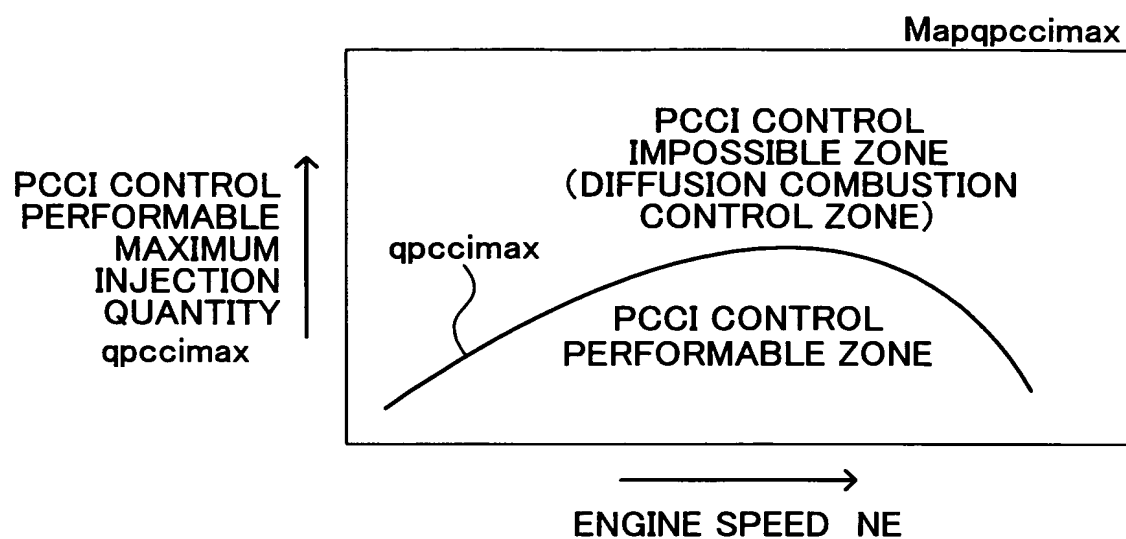 Mapqpccimax
PCCI CONTROL
IMPOSSIBLE ZONE
(DIFFUSION COMBUSTION
CONTROL ZONE)
PCCI CONTROL
PERFORMABLE
MAXIMUM
INJECTION
QUANTITY
qpccimax
qpccimax
PCCI CONTROL
PERFORMABLE ZONE
ENGINE SPEED NE